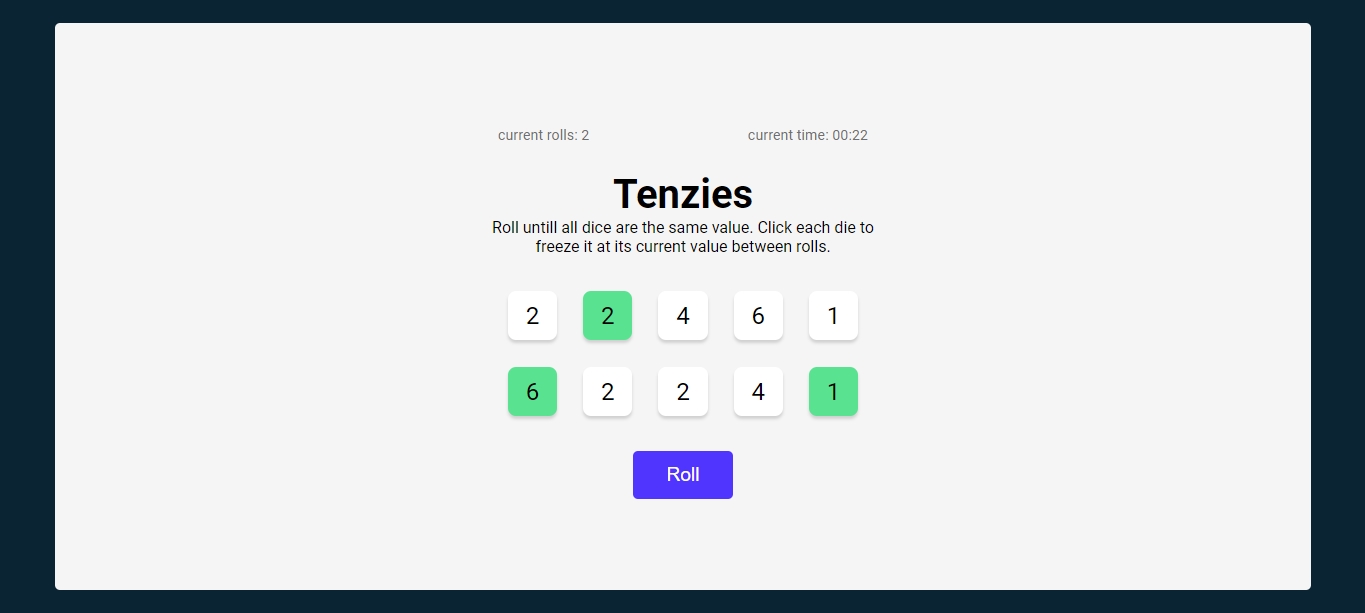 current rolls: 2 current time: 00:22
Tenzies
Roll untill all dice are the same value. Click each die to
freeze it at its current value between rolls.
2 2 4 6 1
6 2 2 4 1
Roll